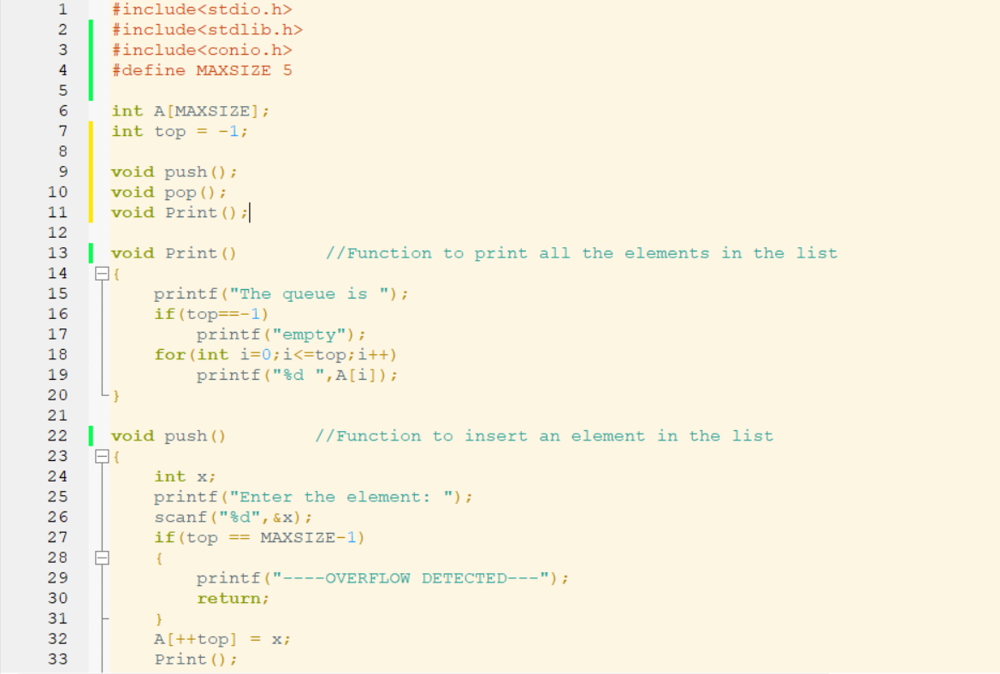 1 #include<stdio.h>
2 #include<stdlib.h>
3 #include<conio.h>
4 #define MAXSIZE 5
5
6 int A[MAXSIZE];
7 int top = -1;
8
9 void push();
10 void pop();
11 void Print();
12
13 void Print() //Function to print all the elements in the list
14 {
15 printf("The queue is ");
16 if(top==-1)
17 printf("empty");
18 for(int i=0;i<=top;i++)
19 printf("%d ",A[i]);
20 }
21
22 void push() //Function to insert an element in the list
23 {
24 int x;
25 printf("Enter the element: ");
26 scanf("%d",&x);
27 if(top == MAXSIZE-1)
28 {
29 printf("----OVERFLOW DETECTED---");
30 return;
31 }
32 A[++top] = x;
33 Print();